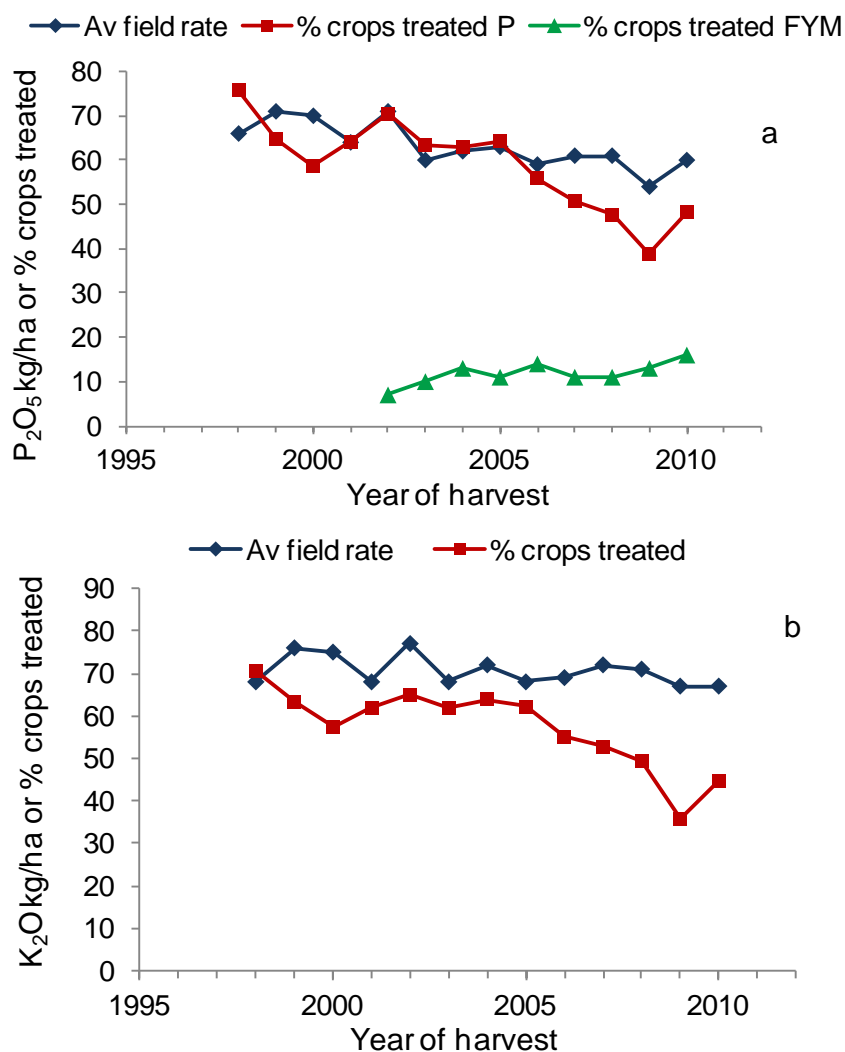 Av field rate % crops treated P % crops treated FYM
80
70
60
50
40
30
20
10
0
P₂O₅ kg/ha or % crops treated
a
1995 2000 2005 2010
Year of harvest
Av field rate % crops treated
90
80
70
60
50
40
30
20
10
0
K₂O kg/ha or % crops treated
b
1995 2000 2005 2010
Year of harvest